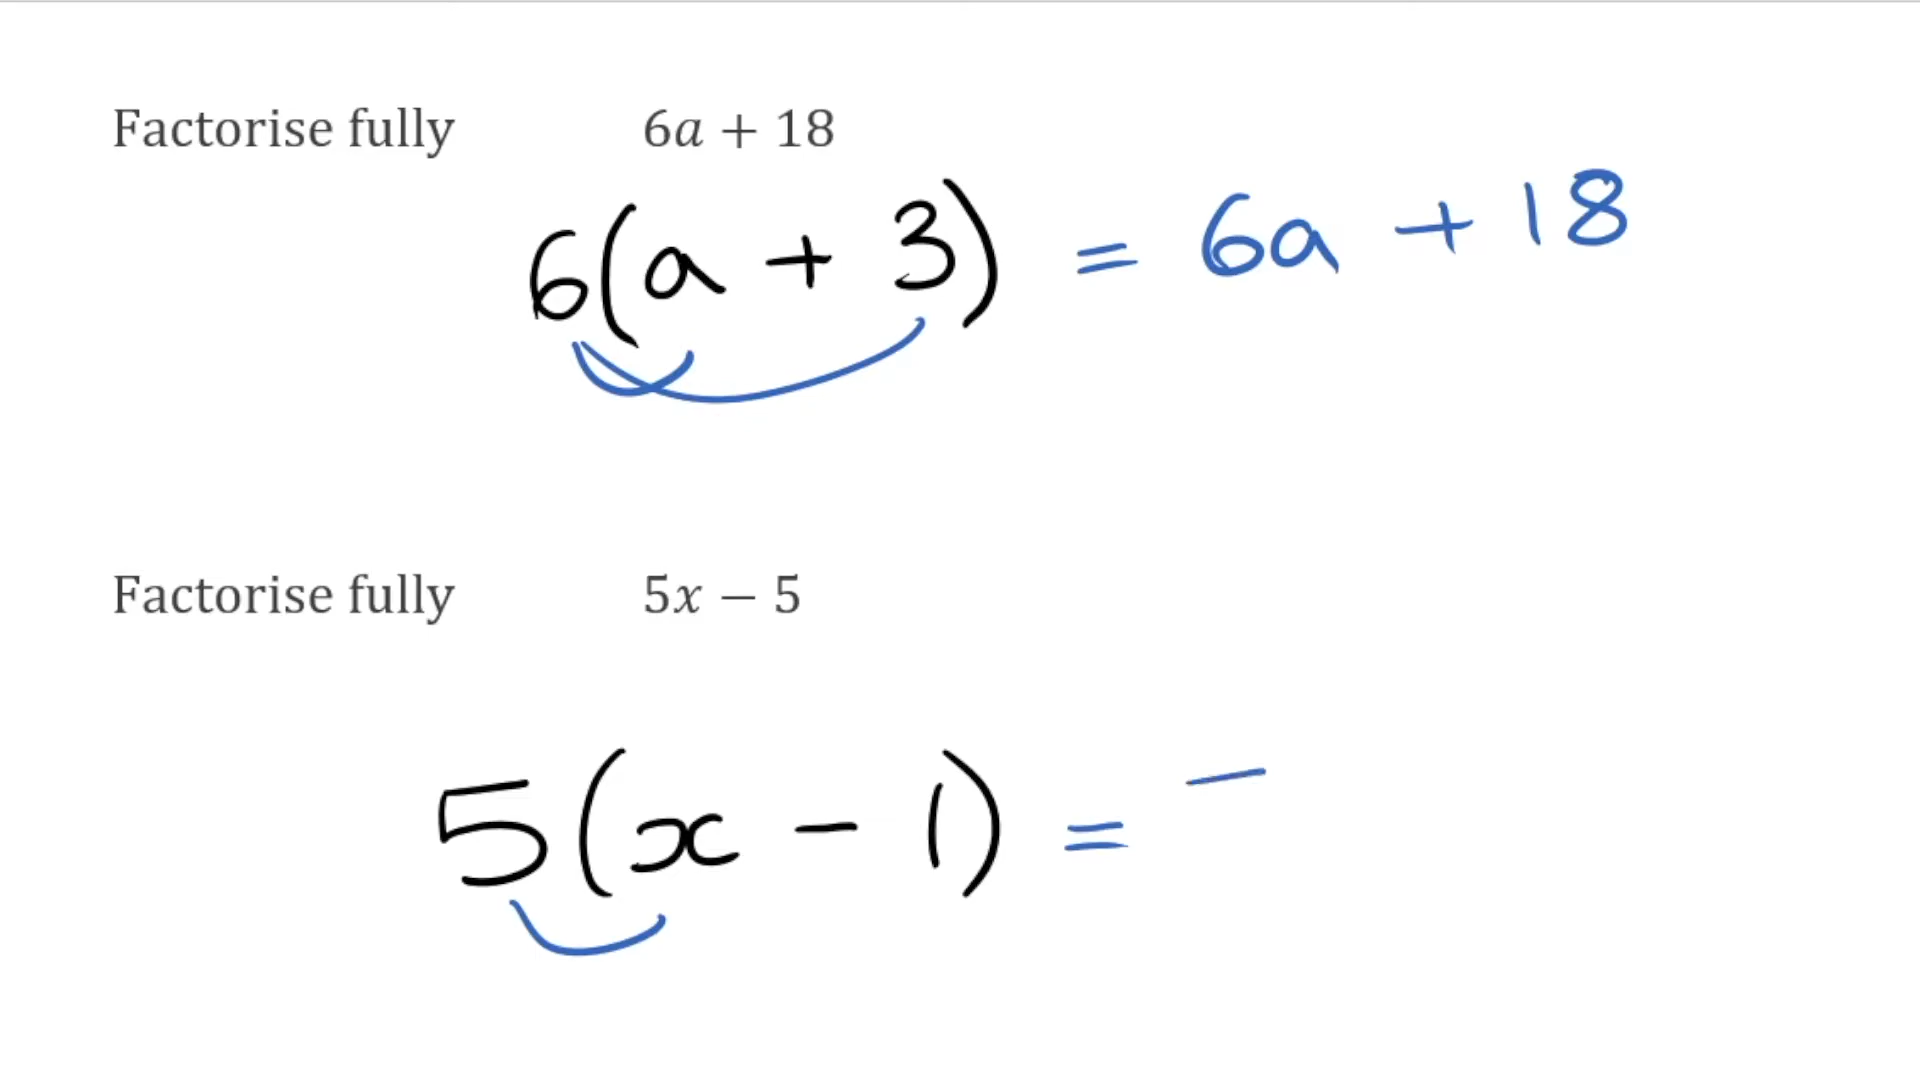 Factorise fully 6a + 18
6(a + 3) = 6a + 18
Factorise fully 5x − 5
5(x − 1) = −